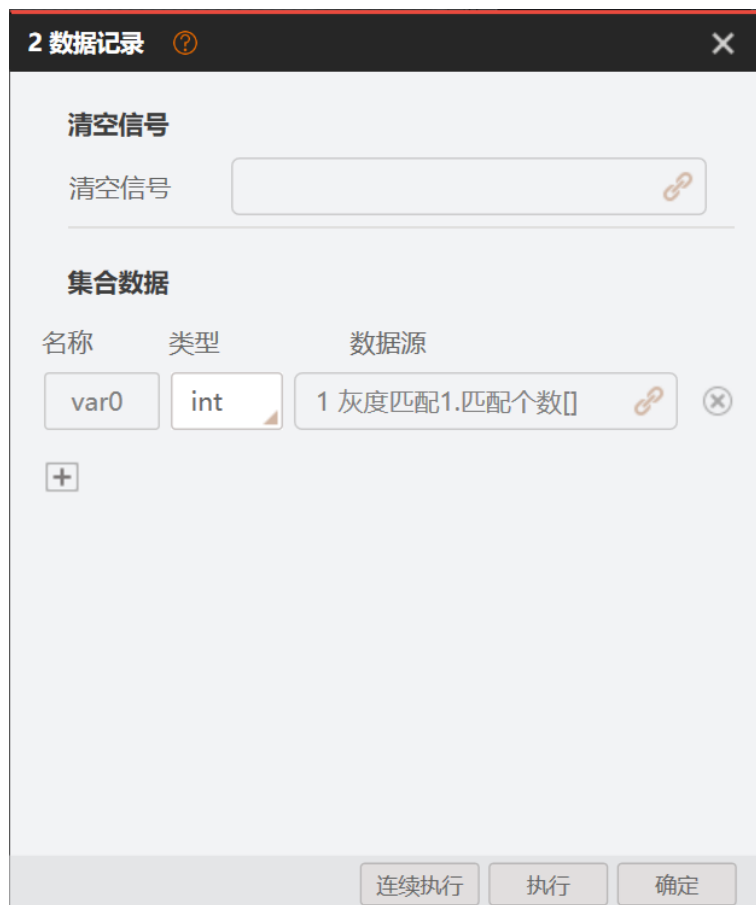 2 数据记录
清空信号
清空信号
集合数据
名称 类型 数据源
var0 int 1 灰度匹配1.匹配个数[]
连续执行 执行 确定